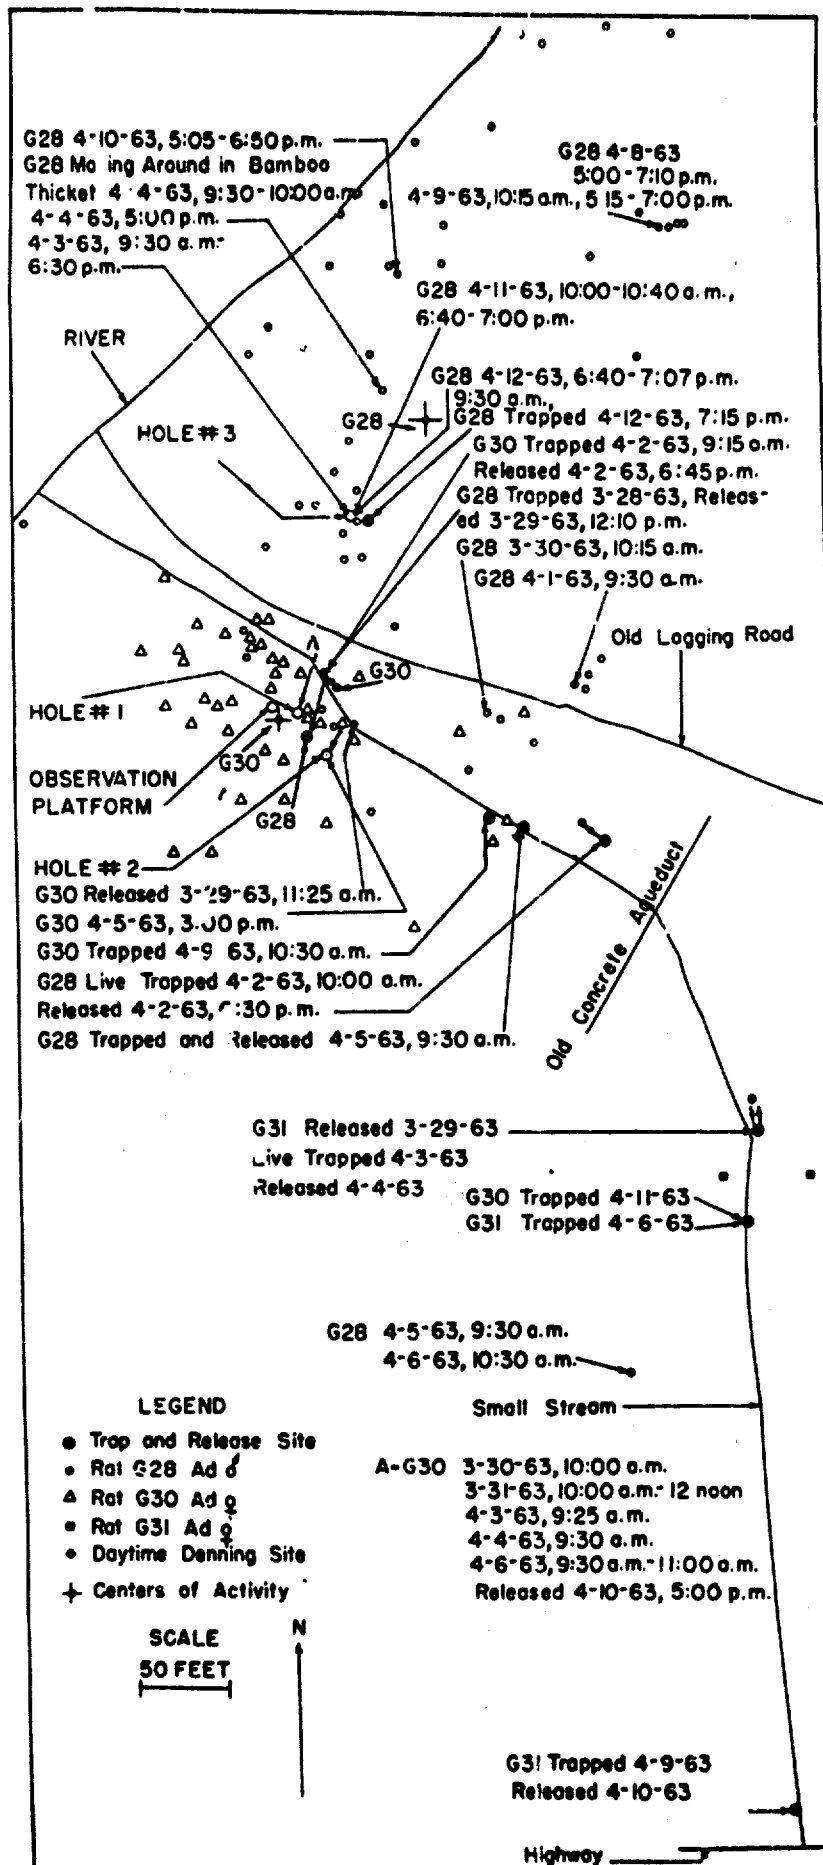 G28 4-10-63, 5:05-6:50 p.m.
G28 Mo ing Around in Bamboo
Thicket 4-4-63, 9:30-10:00 a.m.
4-4-63, 5:00 p.m.
4-3-63, 9:30 a.m.-
6:30 p.m.
G28 4-8-63
5:00-7:10 p.m.
4-9-63, 10:15 a.m., 5 15-7:00 p.m.
G28 4-11-63, 10:00-10:40 a.m.,
6:40-7:00 p.m.
RIVER
G28 4-12-63, 6:40-7:07 p.m.
9:30 a.m.,
G28
G28 Trapped 4-12-63, 7:15 p.m.
HOLE # 3
G30 Trapped 4-2-63, 9:15 a.m.
Released 4-2-63, 6:45 p.m.
G28 Trapped 3-28-63, Releas-
ed 3-29-63, 12:10 p.m.
G28 3-30-63, 10:15 a.m.
G28 4-1-63, 9:30 a.m.
Old Logging Road
A
G30
HOLE # 1
G30
OBSERVATION
PLATFORM
G28
HOLE # 2
G30 Released 3-29-63, 11:25 a.m.
G30 4-5-63, 3:00 p.m.
G30 Trapped 4-9 63, 10:30 a.m.
G28 Live Trapped 4-2-63, 10:00 a.m.
Released 4-2-63, :30 p.m.
G28 Trapped and Released 4-5-63, 9:30 a.m.
Old Concrete Aqueduct
G31 Released 3-29-63
Live Trapped 4-3-63
Released 4-4-63
G30 Trapped 4-11-63
G31 Trapped 4-6-63
G28 4-5-63, 9:30 a.m.
4-6-63, 10:30 a.m.
Small Stream
LEGEND
Trap and Release Site
Rat G28 Ad ♂
Rat G30 Ad ♀
Rat G31 Ad ♀
Daytime Denning Site
Centers of Activity
A-G30 3-30-63, 10:00 a.m.
3-31-63, 10:00 a.m.-12 noon
4-3-63, 9:25 a.m.
4-4-63, 9:30 a.m.
4-6-63, 9:30 a.m.-11:00 a.m.
Released 4-10-63, 5:00 p.m.
SCALE
50 FEET
N
G31 Trapped 4-9-63
Released 4-10-63
Highway